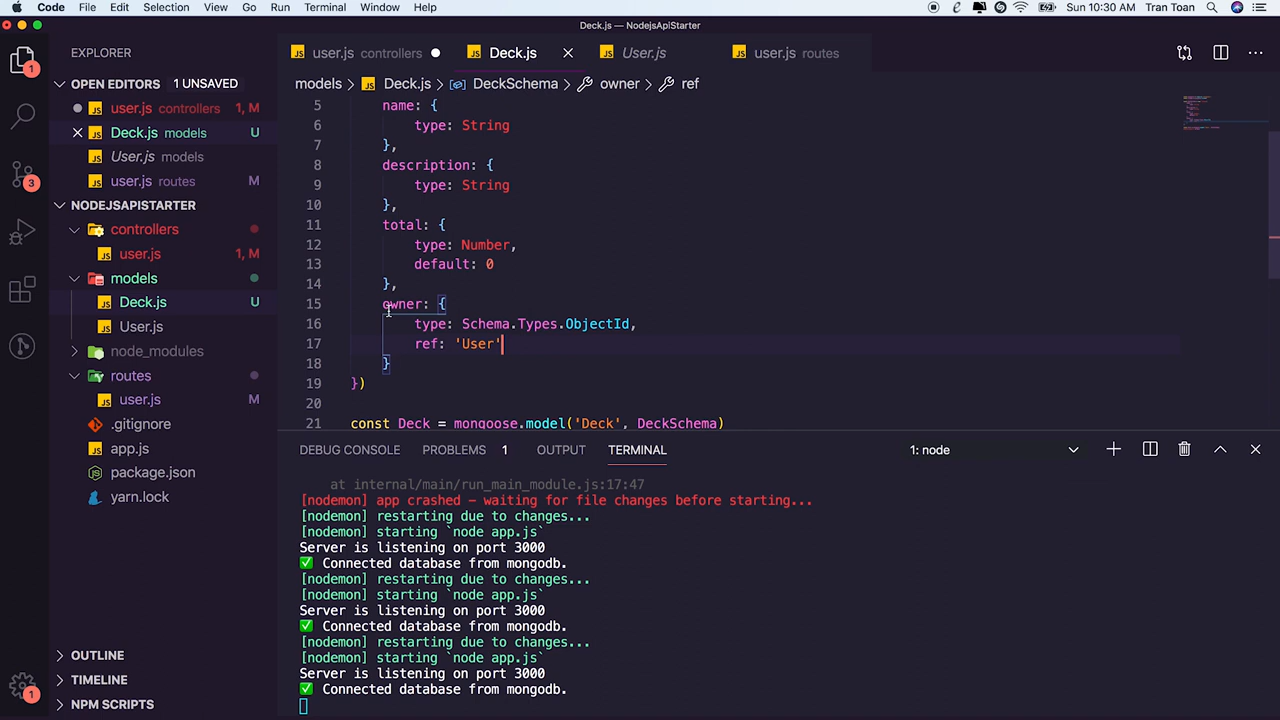 Code File Edit Selection View Go Run Terminal Window Help Sun 10:30 AM Tran Toan
Deck.js — NodejsApiStarter
EXPLORER
user.js controllers Deck.js User.js user.js routes
OPEN EDITORS 1 UNSAVED
models > Deck.js > DeckSchema > owner > ref
user.js controllers 1, M
Deck.js models U
User.js models
user.js routes M
NODEJSAPISTARTER
controllers
user.js 1, M
models
Deck.js U
User.js
node_modules
routes
user.js M
.gitignore
app.js
package.json
yarn.lock
OUTLINE
TIMELINE
NPM SCRIPTS
1
3
1
5 name: {
6 type: String
7 },
8 description: {
9 type: String
10 },
11 total: {
12 type: Number,
13 default: 0
14 },
15 owner: {
16 type: Schema.Types.ObjectId,
17 ref: 'User'
18 }
19 })
20
21 const Deck = mongoose.model('Deck', DeckSchema)
DEBUG CONSOLE PROBLEMS 1 OUTPUT TERMINAL 1: node
at internal/main/run_main_module.js:17:47
[nodemon] app crashed - waiting for file changes before starting...
[nodemon] restarting due to changes...
[nodemon] starting `node app.js`
Server is listening on port 3000
✅ Connected database from mongodb.
[nodemon] restarting due to changes...
[nodemon] starting `node app.js`
Server is listening on port 3000
✅ Connected database from mongodb.
[nodemon] restarting due to changes...
[nodemon] starting `node app.js`
Server is listening on port 3000
✅ Connected database from mongodb.